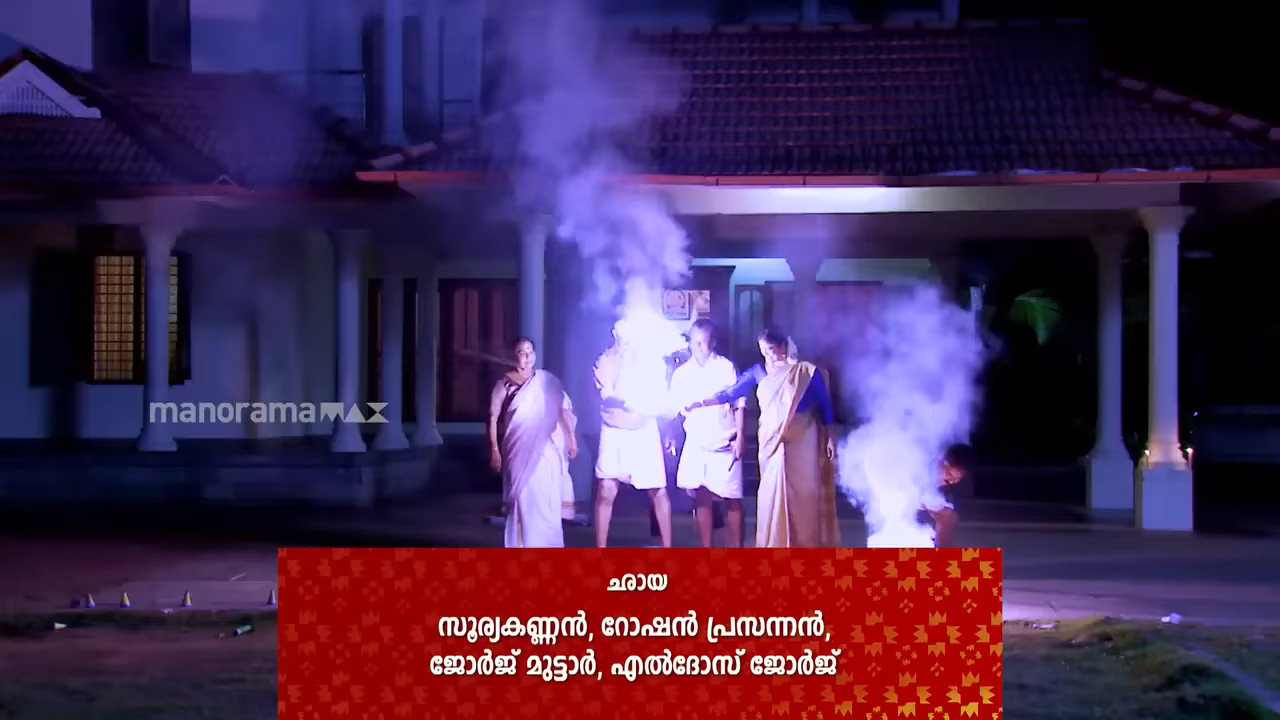 manoramaMAX
ഛായ
സൂര്യകണ്ണൻ, റോഷൻ പ്രസന്നൻ,
ജോർജ് മുട്ടാർ, എൽദോസ് ജോർജ്